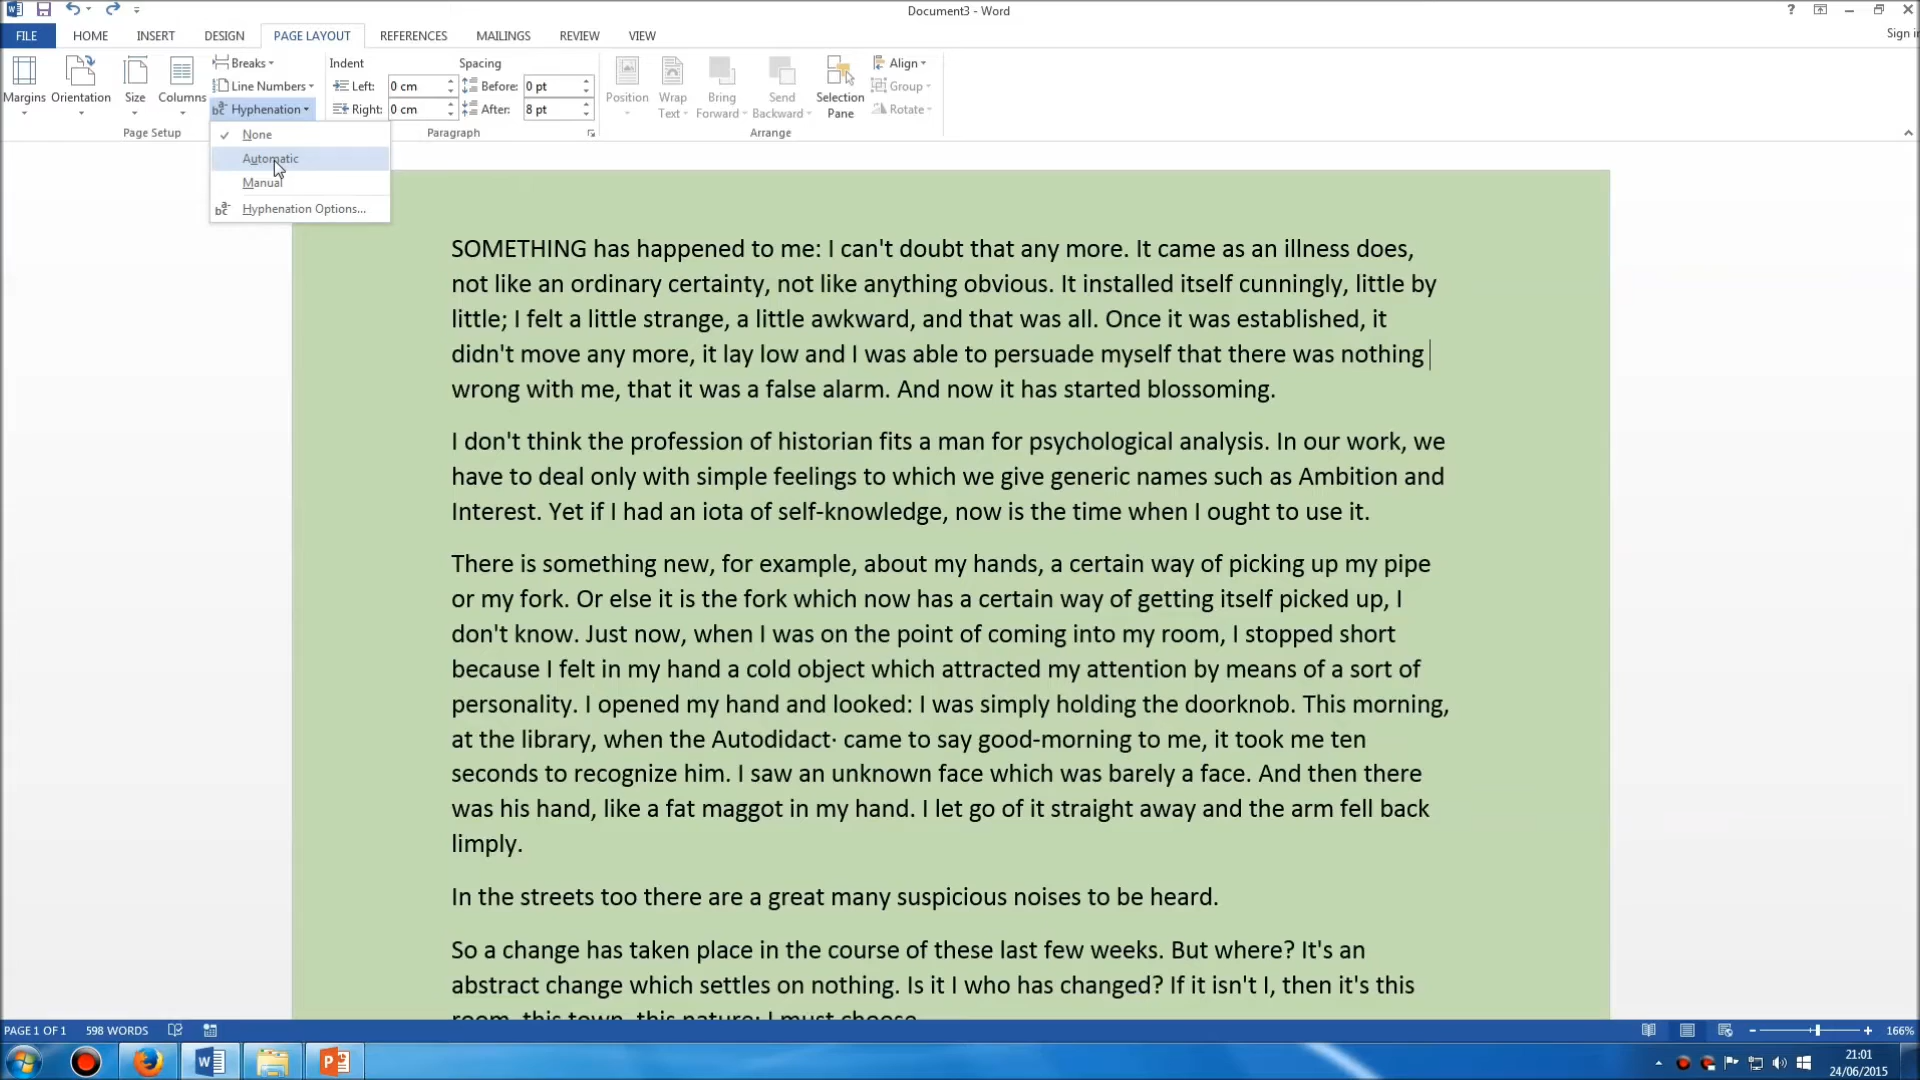 Document3 - Word
?
FILE HOME INSERT DESIGN PAGE LAYOUT REFERENCES MAILINGS REVIEW VIEW
Margins
Orientation
Size
Columns
Breaks
Line Numbers
Hyphenation
Page Setup
Indent
Left: 0 cm
Right: 0 cm
Spacing
Before: 0 pt
After: 8 pt
Paragraph
Position
Wrap
Text
Bring
Forward
Send
Backward
Selection
Pane
Align
Group
Rotate
Arrange
None
Automatic
Manual
Hyphenation Options...
SOMETHING has happened to me: I can't doubt that any more. It came as an illness does,
not like an ordinary certainty, not like anything obvious. It installed itself cunningly, little by
little; I felt a little strange, a little awkward, and that was all. Once it was established, it
didn't move any more, it lay low and I was able to persuade myself that there was nothing
wrong with me, that it was a false alarm. And now it has started blossoming.
I don't think the profession of historian fits a man for psychological analysis. In our work, we
have to deal only with simple feelings to which we give generic names such as Ambition and
Interest. Yet if I had an iota of self-knowledge, now is the time when I ought to use it.
There is something new, for example, about my hands, a certain way of picking up my pipe
or my fork. Or else it is the fork which now has a certain way of getting itself picked up, I
don't know. Just now, when I was on the point of coming into my room, I stopped short
because I felt in my hand a cold object which attracted my attention by means of a sort of
personality. I opened my hand and looked: I was simply holding the doorknob. This morning,
at the library, when the Autodidact· came to say good-morning to me, it took me ten
seconds to recognize him. I saw an unknown face which was barely a face. And then there
was his hand, like a fat maggot in my hand. I let go of it straight away and the arm fell back
limply.
In the streets too there are a great many suspicious noises to be heard.
So a change has taken place in the course of these last few weeks. But where? It's an
abstract change which settles on nothing. Is it I who has changed? If it isn't I, then it's this
room, this town, this nature; I must choose.
PAGE 1 OF 1 598 WORDS
166%
21:01
24/06/2015